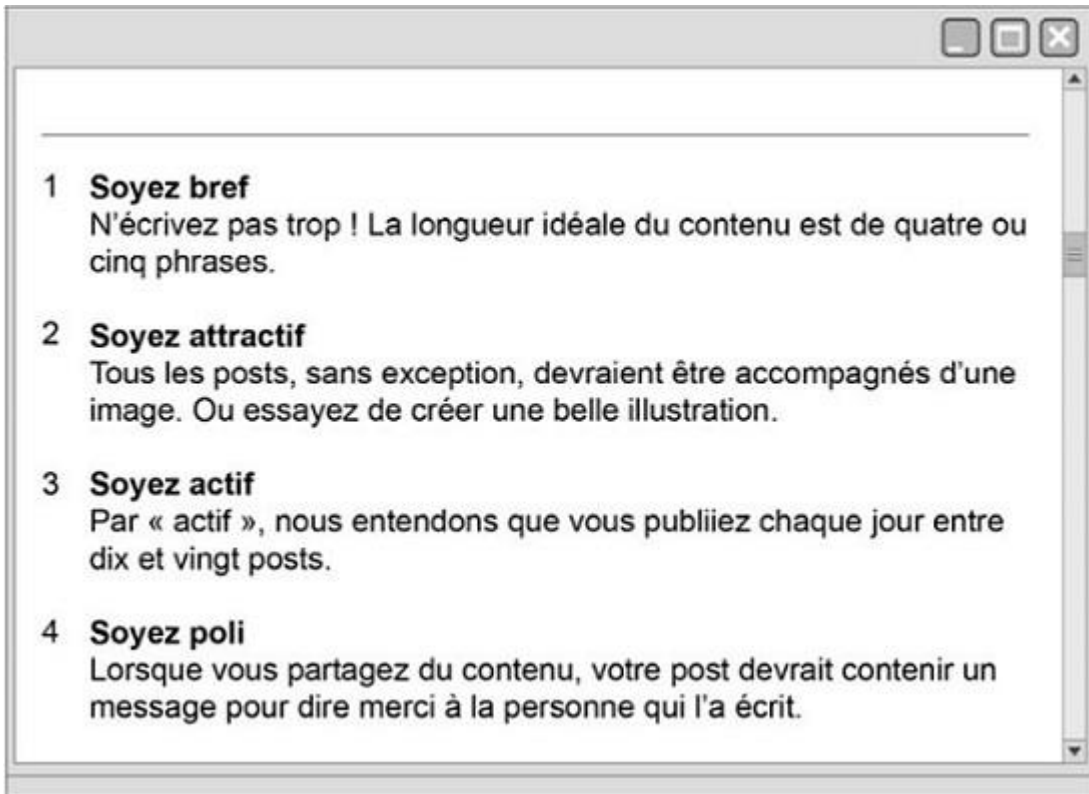 1 Soyez bref
N'écrivez pas trop ! La longueur idéale du contenu est de quatre ou
cinq phrases.
2 Soyez attractif
Tous les posts, sans exception, devraient être accompagnés d'une
image. Ou essayez de créer une belle illustration.
3 Soyez actif
Par « actif », nous entendons que vous publiiez chaque jour entre
dix et vingt posts.
4 Soyez poli
Lorsque vous partagez du contenu, votre post devrait contenir un
message pour dire merci à la personne qui l'a écrit.